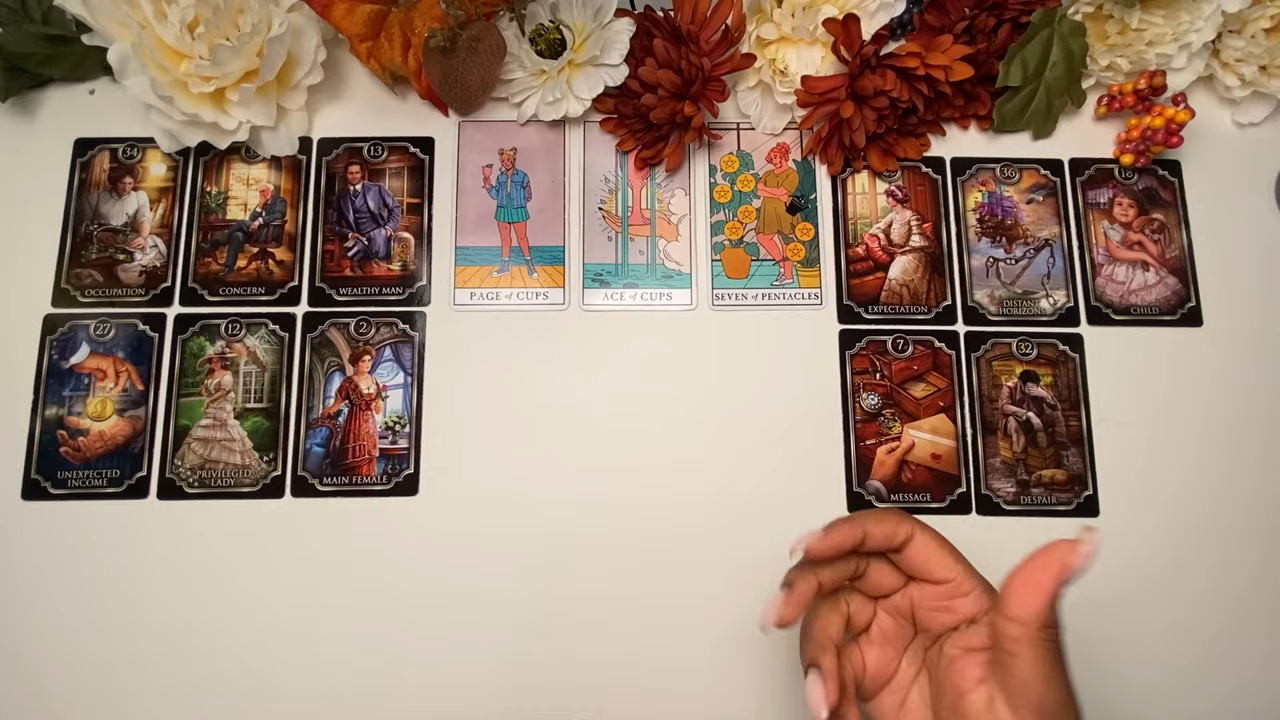 34
OCCUPATION
CONCERN
13
WEALTHY MAN
PAGE of CUPS
ACE of CUPS
SEVEN of PENTACLES
EXPECTATION
36
DISTANT
HORIZONS
18
CHILD
27
UNEXPECTED
INCOME
12
PRIVILEGED
LADY
2
MAIN FEMALE
7
MESSAGE
32
DESPAIR